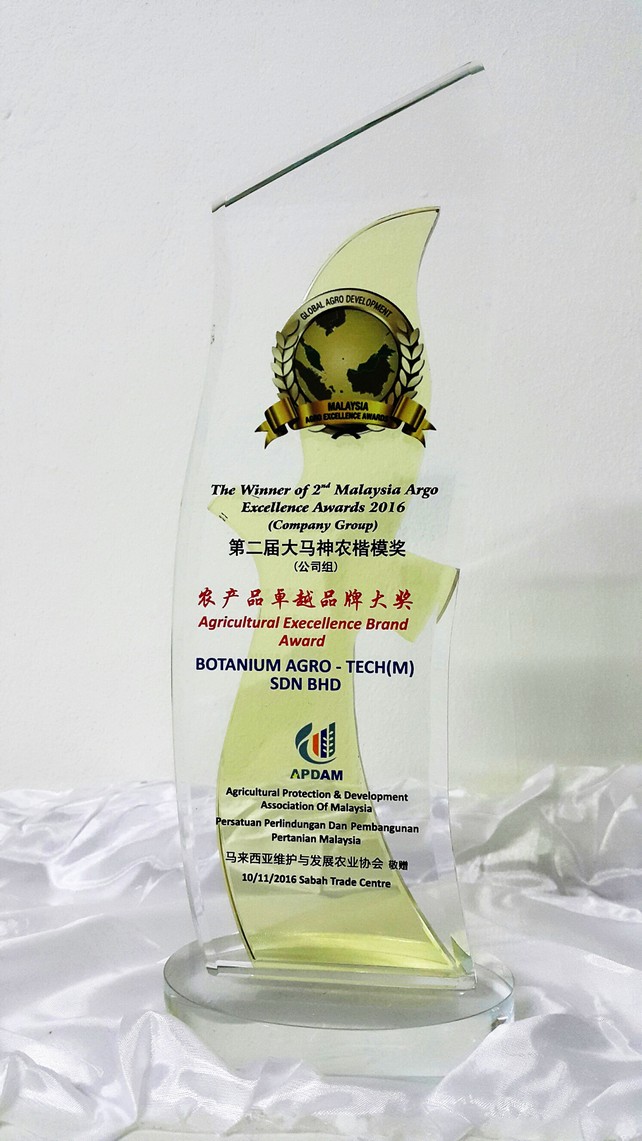 GLOBAL AGRO DEVELOPMENT
MALAYSIA
AGRO EXCELLENCE AWARDS
The Winner of 2nd Malaysia Argo
Excellence Awards 2016
(Company Group)
第二届大马神农楷模奖
（公司组）
农产品卓越品牌大奖
Agricultural Execellence Brand
Award
BOTANIUM AGRO - TECH(M)
SDN BHD
APDAM
Agricultural Protection & Development
Association Of Malaysia
Persatuan Perlindungan Dan Pembangunan
Pertanian Malaysia
马来西亚维护与发展农业协会 敬赠
10/11/2016 Sabah Trade Centre